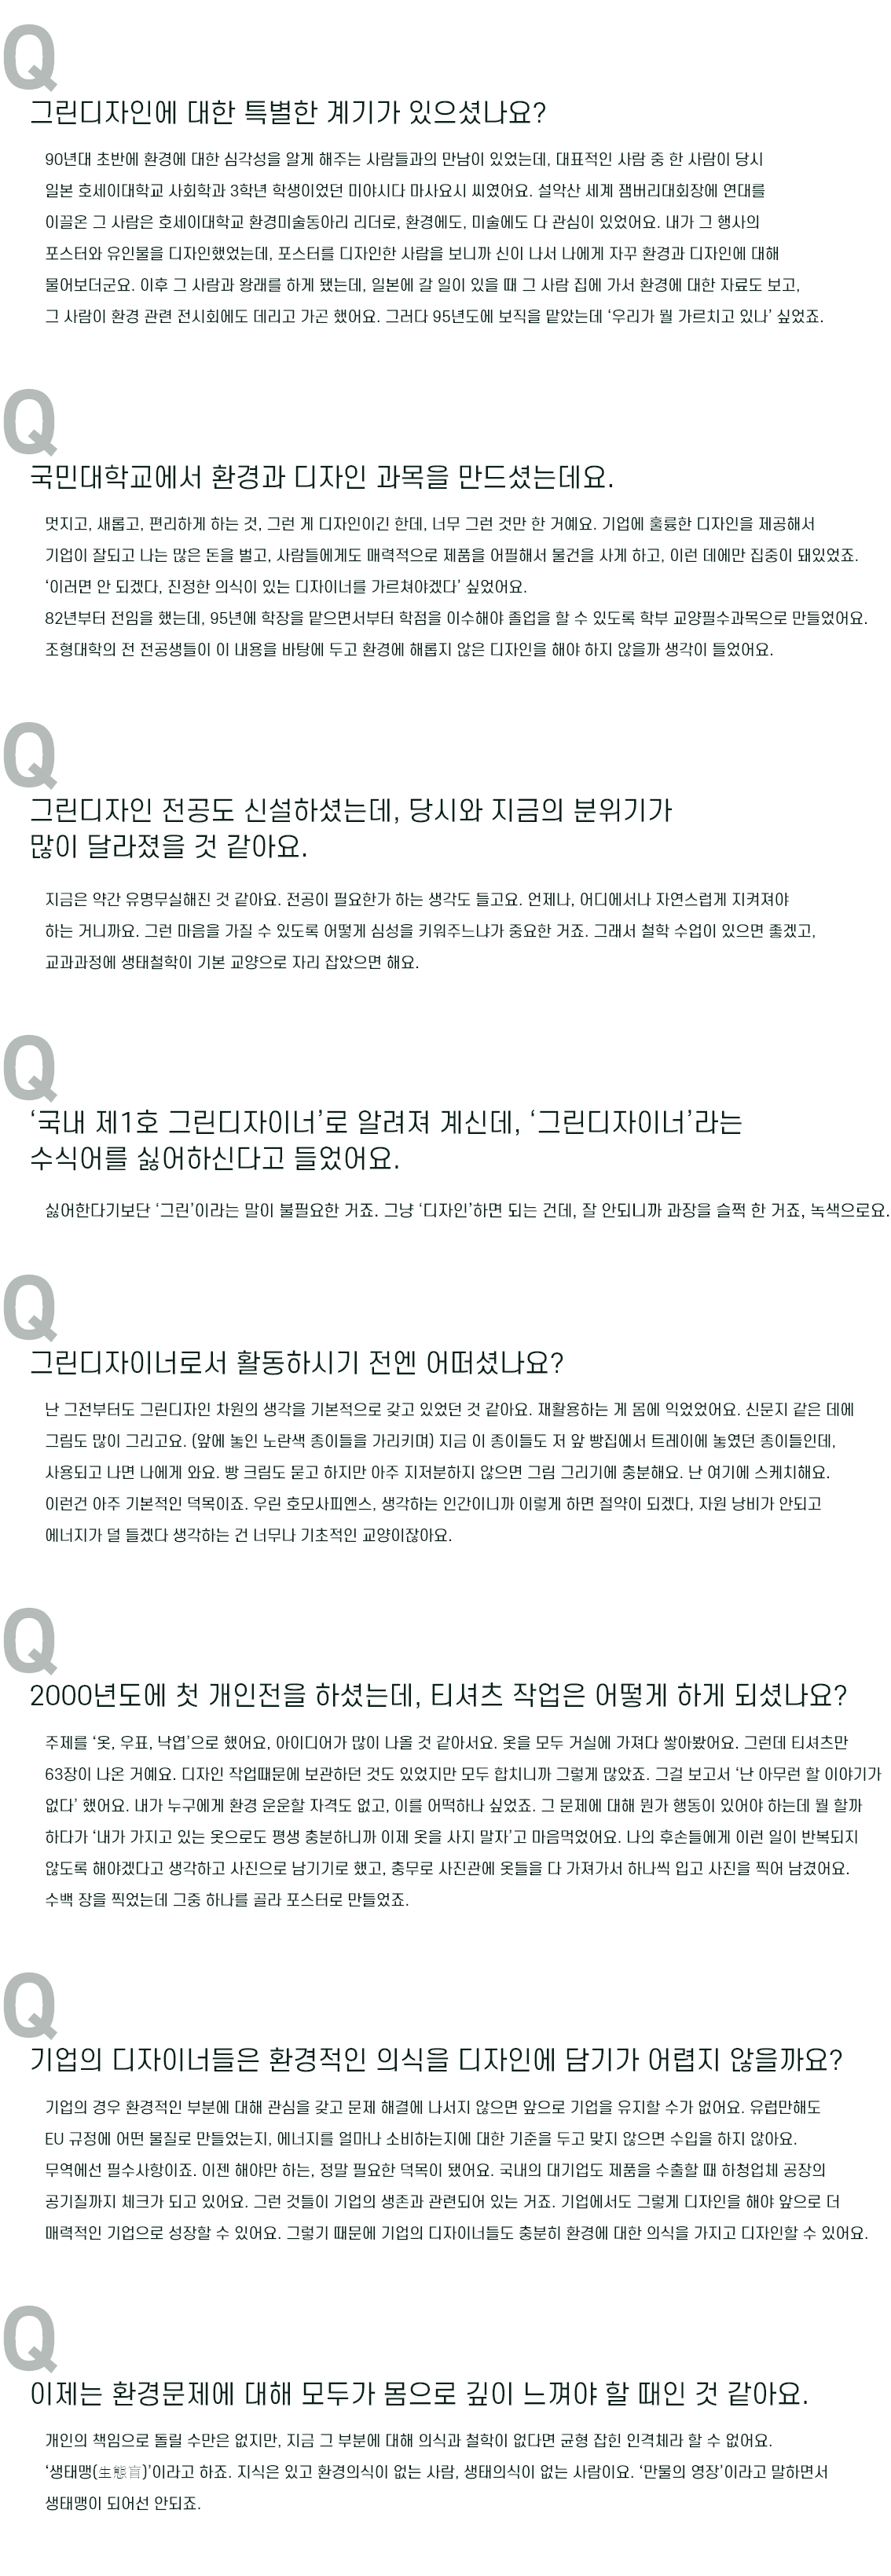 Q
그린디자인에 대한 특별한 계기가 있으셨나요?
90년대 초반에 환경에 대한 심각성을 알게 해주는 사람들과의 만남이 있었는데, 대표적인 사람 중 한 사람이 당시
일본 호세이대학교 사회학과 3학년 학생이었던 미야시다 마사요시 씨였어요. 설악산 세계 잼버리대회장에 연대를
이끌온 그 사람은 호세이대학교 환경미술동아리 리더로, 환경에도, 미술에도 다 관심이 있었어요. 내가 그 행사의
포스터와 유인물을 디자인했었는데, 포스터를 디자인한 사람을 보니까 신이 나서 나에게 자꾸 환경과 디자인에 대해
물어보더군요. 이후 그 사람과 왕래를 하게 됐는데, 일본에 갈 일이 있을 때 그 사람 집에 가서 환경에 대한 자료도 보고,
그 사람이 환경 관련 전시회에도 데리고 가곤 했어요. 그러다 95년도에 보직을 맡았는데 ‘우리가 뭘 가르치고 있나’ 싶었죠.
Q
국민대학교에서 환경과 디자인 과목을 만드셨는데요.
멋지고, 새롭고, 편리하게 하는 것, 그런 게 디자인이긴 한데, 너무 그런 것만 한 거예요. 기업에 훌륭한 디자인을 제공해서
기업이 잘되고 나는 많은 돈을 벌고, 사람들에게도 매력적으로 제품을 어필해서 물건을 사게 하고, 이런 데에만 집중이 돼있었죠.
‘이러면 안 되겠다, 진정한 의식이 있는 디자이너를 가르쳐야겠다’ 싶었어요.
82년부터 전임을 했는데, 95년에 학장을 맡으면서부터 학점을 이수해야 졸업을 할 수 있도록 학부 교양필수과목으로 만들었어요.
조형대학의 전 전공생들이 이 내용을 바탕에 두고 환경에 해롭지 않은 디자인을 해야 하지 않을까 생각이 들었어요.
Q
그린디자인 전공도 신설하셨는데, 당시와 지금의 분위기가
많이 달라졌을 것 같아요.
지금은 약간 유명무실해진 것 같아요. 전공이 필요한가 하는 생각도 들고요. 언제나, 어디에서나 자연스럽게 지켜져야
하는 거니까요. 그런 마음을 가질 수 있도록 어떻게 심성을 키워주느냐가 중요한 거죠. 그래서 철학 수업이 있으면 좋겠고,
교과과정에 생태철학이 기본 교양으로 자리 잡았으면 해요.
Q
‘국내 제1호 그린디자이너’로 알려져 계신데, ‘그린디자이너’라는
수식어를 싫어하신다고 들었어요.
싫어한다기보단 ‘그린’이라는 말이 불필요한 거죠. 그냥 ‘디자인’하면 되는 건데, 잘 안되니까 과장을 슬쩍 한 거죠, 녹색으로요.
Q
그린디자이너로서 활동하시기 전엔 어떠셨나요?
난 그전부터도 그린디자인 차원의 생각을 기본적으로 갖고 있었던 것 같아요. 재활용하는 게 몸에 익었었어요. 신문지 같은 데에
그림도 많이 그리고요. (앞에 놓인 노란색 종이들을 가리키며) 지금 이 종이들도 저 앞 빵집에서 트레이에 놓였던 종이들인데,
사용되고 나면 나에게 와요. 빵 크림도 묻고 하지만 아주 지저분하지 않으면 그림 그리기에 충분해요. 난 여기에 스케치해요.
이런건 아주 기본적인 덕목이죠. 우린 호모사피엔스, 생각하는 인간이니까 이렇게 하면 절약이 되겠다, 자원 낭비가 안되고
에너지가 덜 들겠다 생각하는 건 너무나 기초적인 교양이잖아요.
Q
2000년도에 첫 개인전을 하셨는데, 티셔츠 작업은 어떻게 하게 되셨나요?
주제를 ‘옷, 우표, 낙엽’으로 했어요, 아이디어가 많이 나올 것 같아서요. 옷을 모두 거실에 가져다 쌓아봤어요. 그런데 티셔츠만
63장이 나온 거예요. 디자인 작업때문에 보관하던 것도 있었지만 모두 합치니까 그렇게 많았죠. 그걸 보고서 ‘난 아무런 할 이야기가
없다’ 했어요. 내가 누구에게 환경 운운할 자격도 없고, 이를 어떡하나 싶었죠. 그 문제에 대해 뭔가 행동이 있어야 하는데 뭘 할까
하다가 ‘내가 가지고 있는 옷으로도 평생 충분하니까 이제 옷을 사지 말자’고 마음먹었어요. 나의 후손들에게 이런 일이 반복되지
않도록 해야겠다고 생각하고 사진으로 남기기로 했고, 충무로 사진관에 옷들을 다 가져가서 하나씩 입고 사진을 찍어 남겼어요.
수백 장을 찍었는데 그중 하나를 골라 포스터로 만들었죠.
Q
기업의 디자이너들은 환경적인 의식을 디자인에 담기가 어렵지 않을까요?
기업의 경우 환경적인 부분에 대해 관심을 갖고 문제 해결에 나서지 않으면 앞으로 기업을 유지할 수가 없어요. 유럽만해도
EU 규정에 어떤 물질로 만들었는지, 에너지를 얼마나 소비하는지에 대한 기준을 두고 맞지 않으면 수입을 하지 않아요.
무역에선 필수사항이죠. 이젠 해야만 하는, 정말 필요한 덕목이 됐어요. 국내의 대기업도 제품을 수출할 때 하청업체 공장의
공기질까지 체크가 되고 있어요. 그런 것들이 기업의 생존과 관련되어 있는 거죠. 기업에서도 그렇게 디자인을 해야 앞으로 더
매력적인 기업으로 성장할 수 있어요. 그렇기 때문에 기업의 디자이너들도 충분히 환경에 대한 의식을 가지고 디자인할 수 있어요.
Q
이제는 환경문제에 대해 모두가 몸으로 깊이 느껴야 할 때인 것 같아요.
개인의 책임으로 돌릴 수만은 없지만, 지금 그 부분에 대해 의식과 철학이 없다면 균형 잡힌 인격체라 할 수 없어요.
‘생태맹(生態盲)’이라고 하죠. 지식은 있고 환경의식이 없는 사람, 생태의식이 없는 사람이요. ‘만물의 영장’이라고 말하면서
생태맹이 되어선 안되죠.